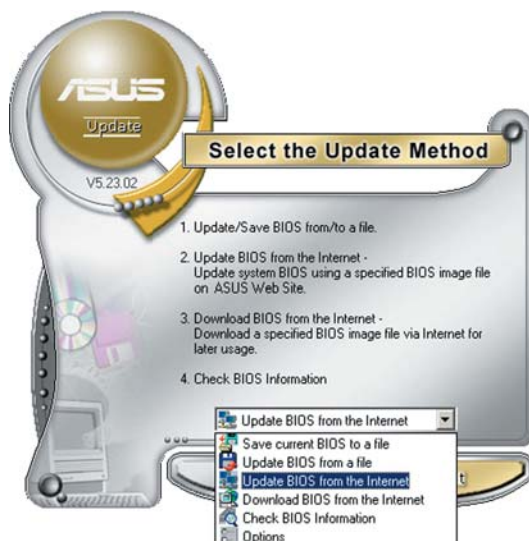 ASUS
Update
V5.23.02
Select the Update Method
1. Update/Save BIOS from/to a file.
2. Update BIOS from the Internet -
Update system BIOS using a specified BIOS image file
on ASUS Web Site.
3. Download BIOS from the Internet -
Download a specified BIOS image file via Internet for
later usage.
4. Check BIOS Information
Update BIOS from the Internet
Save current BIOS to a file
Update BIOS from a file
Update BIOS from the Internet
Download BIOS from the Internet
Check BIOS Information
Options